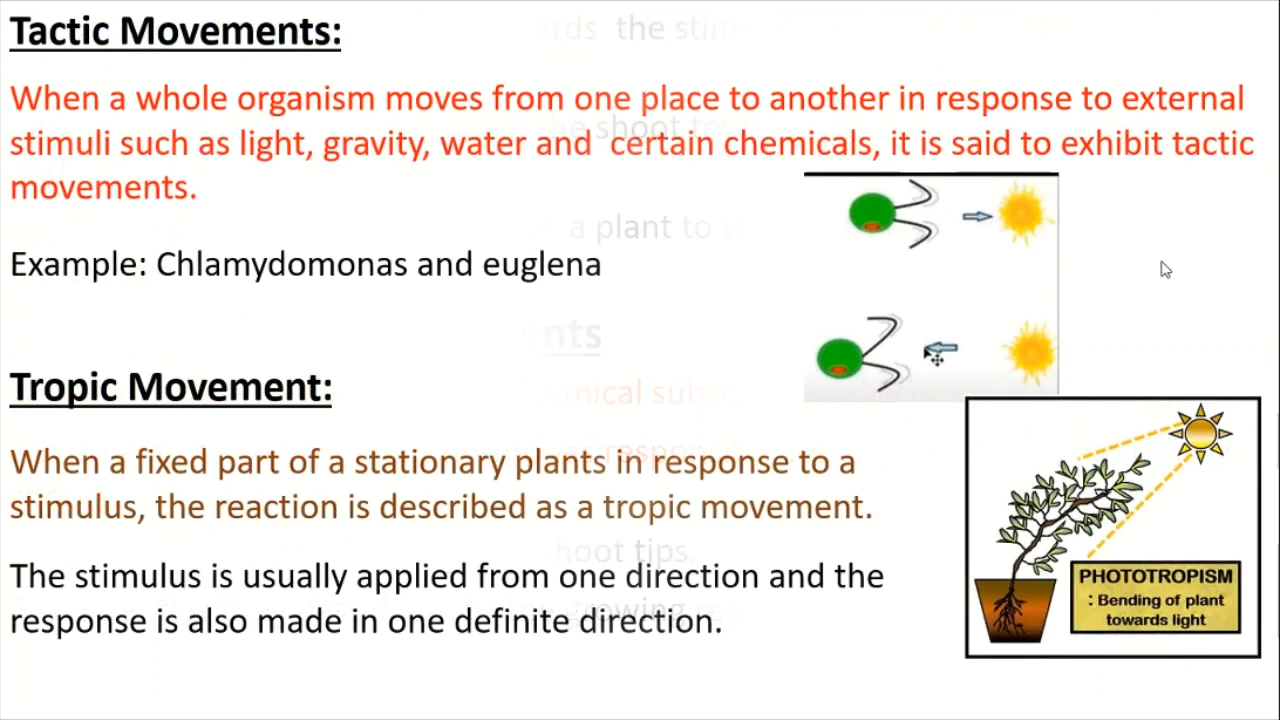 Tactic Movements:
When a whole organism moves from one place to another in response to external
stimuli such as light, gravity, water and certain chemicals, it is said to exhibit tactic
movements.
Example: Chlamydomonas and euglena
Tropic Movement:
When a fixed part of a stationary plants in response to a
stimulus, the reaction is described as a tropic movement.
The stimulus is usually applied from one direction and the
response is also made in one definite direction.
PHOTOTROPISM
: Bending of plant
towards light